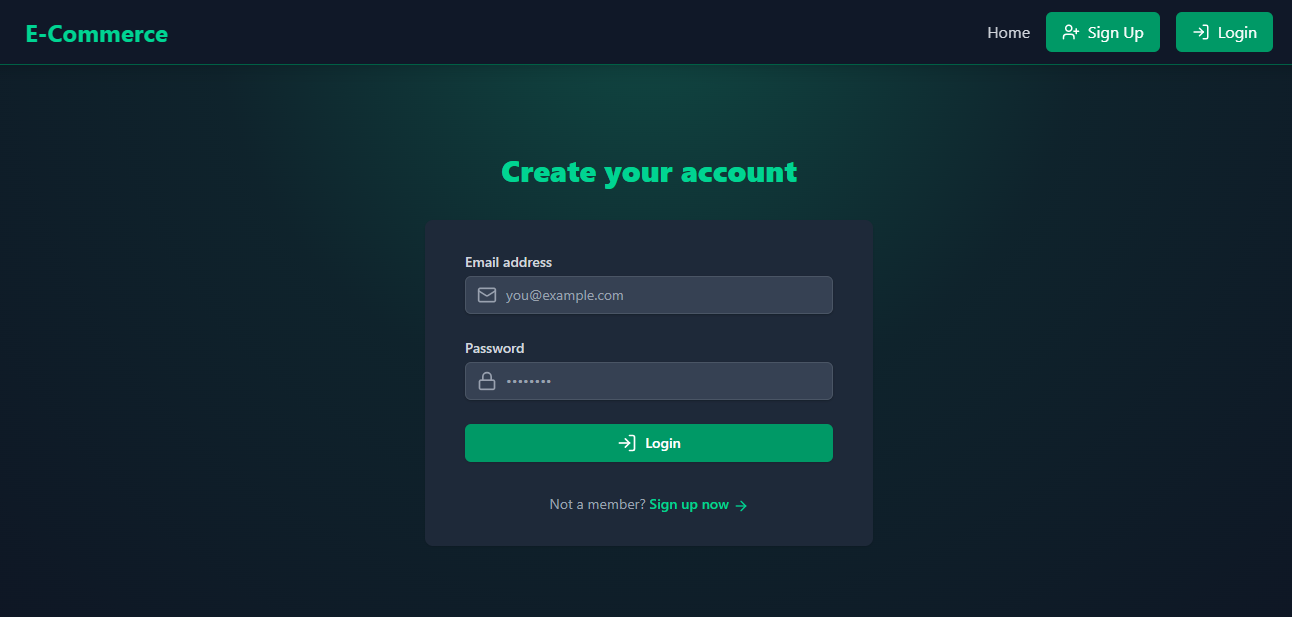 E-Commerce
Home
Sign Up
Login
Create your account
Email address
you@example.com
Password
••••••••
Login
Not a member? Sign up now →